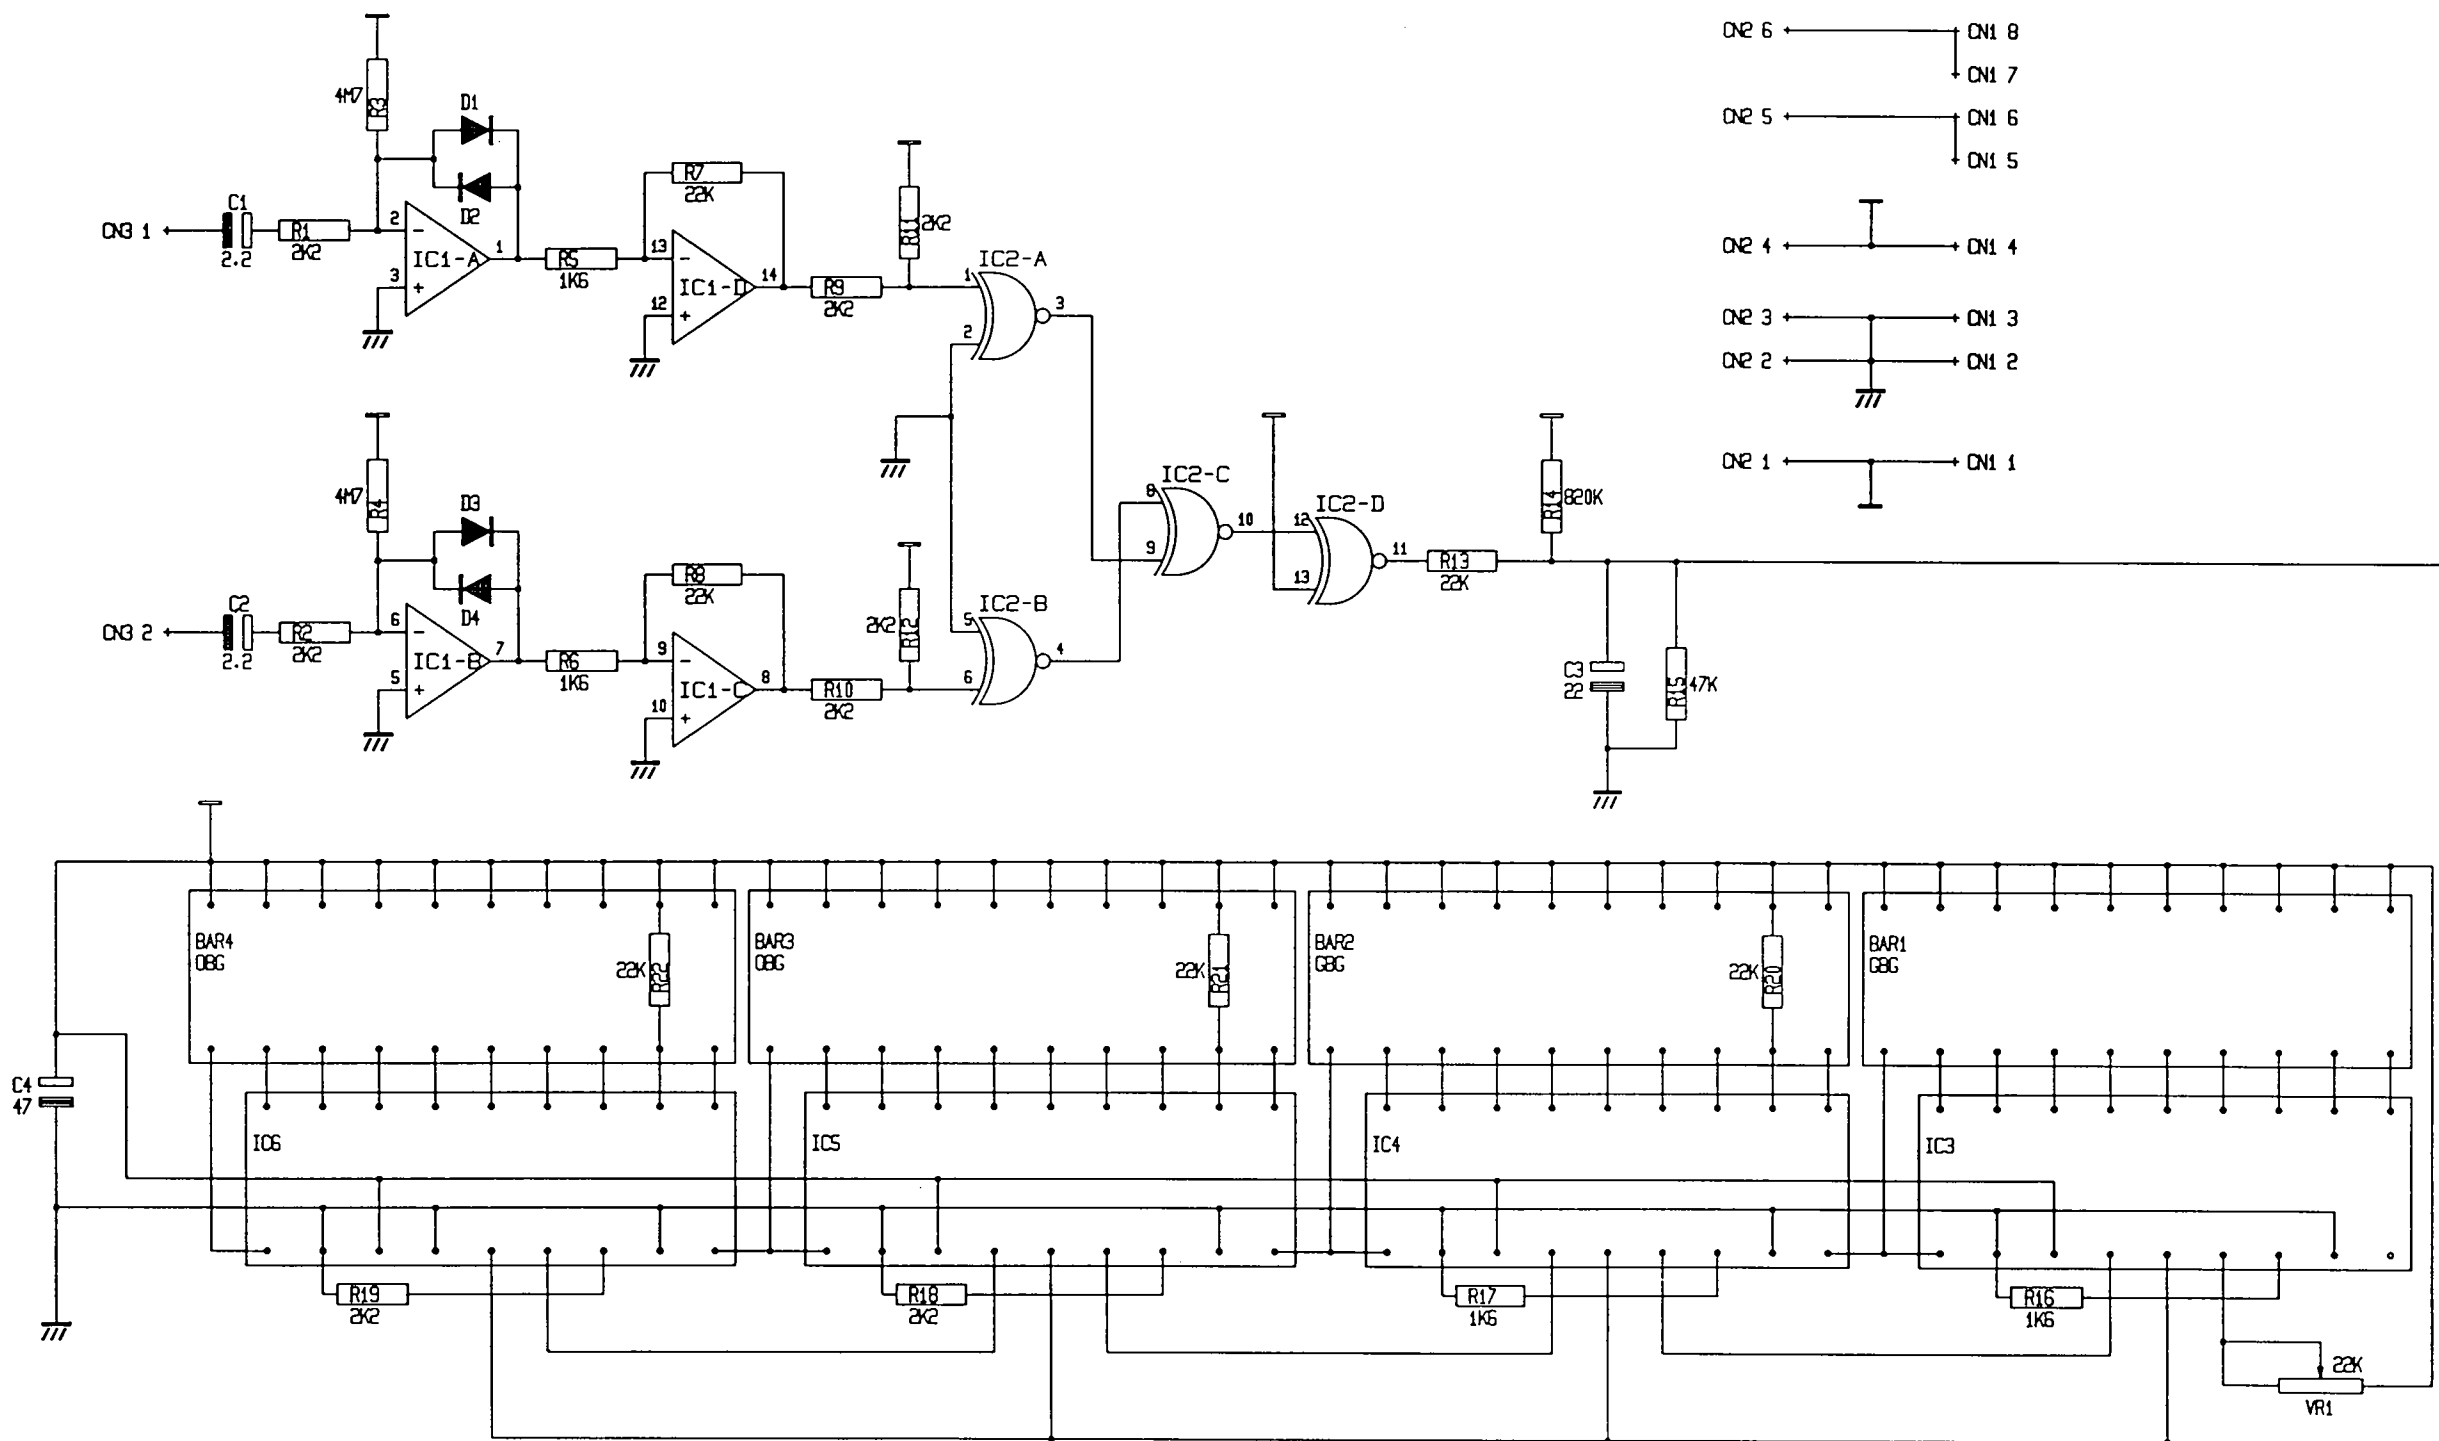 CN2 6 CN1 8
CN1 7
CN2 5 CN1 6
CN1 5
CN2 4 CN1 4
CN2 3 CN1 3
CN2 2 CN1 2
CN2 1 CN1 1
4M7 R3
D1
D2
CN3 1
C1
2.2
R1
2K2
2
-
3
+
IC1-A
1
R5
1K6
R7
22K
13
-
12
+
IC1-D
14
R9
2K2
R11
2K2
IC2-A
1
2
3
4M7 R4
D3
D4
CN3 2
C2
2.2
R2
2K2
6
-
5
+
IC1-B
7
R6
1K6
R8
22K
9
-
10
+
IC1-C
8
R10
2K2
2K2 R12
IC2-B
5
6
4
IC2-C
8
9
10
IC2-D
12
13
11
R13
22K
R14 820K
C3
22
R15 47K
BAR4
OBG
22K R22
BAR3
OBG
22K R21
BAR2
GBG
22K R20
BAR1
GBG
C4
47
IC6
IC5
IC4
IC3
R19
2K2
R18
2K2
R17
1K6
R16
1K6
22K
VR1